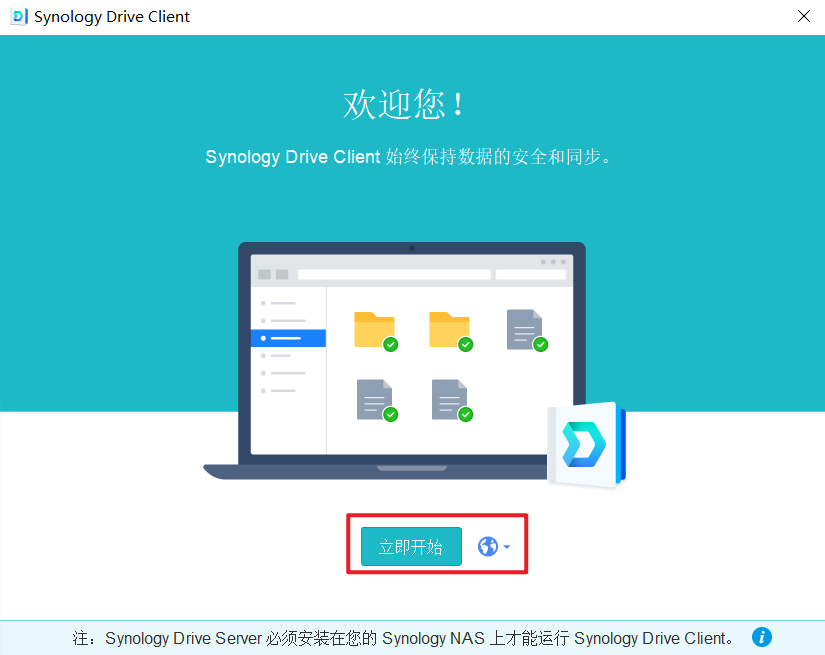 Synology Drive Client
欢迎您！
Synology Drive Client 始终保持数据的安全和同步。
立即开始
注：Synology Drive Server 必须安装在您的 Synology NAS 上才能运行 Synology Drive Client。